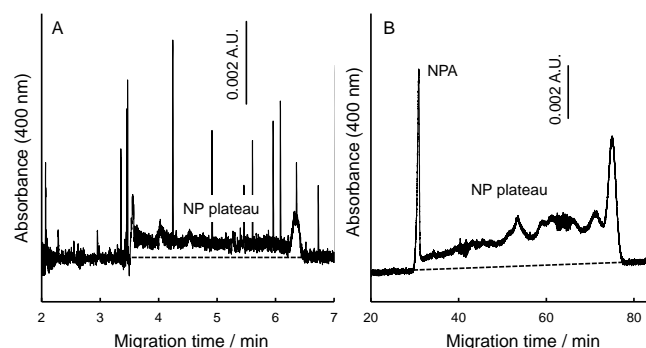 A
0.002 A.U.
NP plateau
Absorbance (400 nm)
2 3 4 5 6 7
Migration time / min
B
NPA
0.002 A.U.
NP plateau
Absorbance (400 nm)
20 40 60 80
Migration time / min